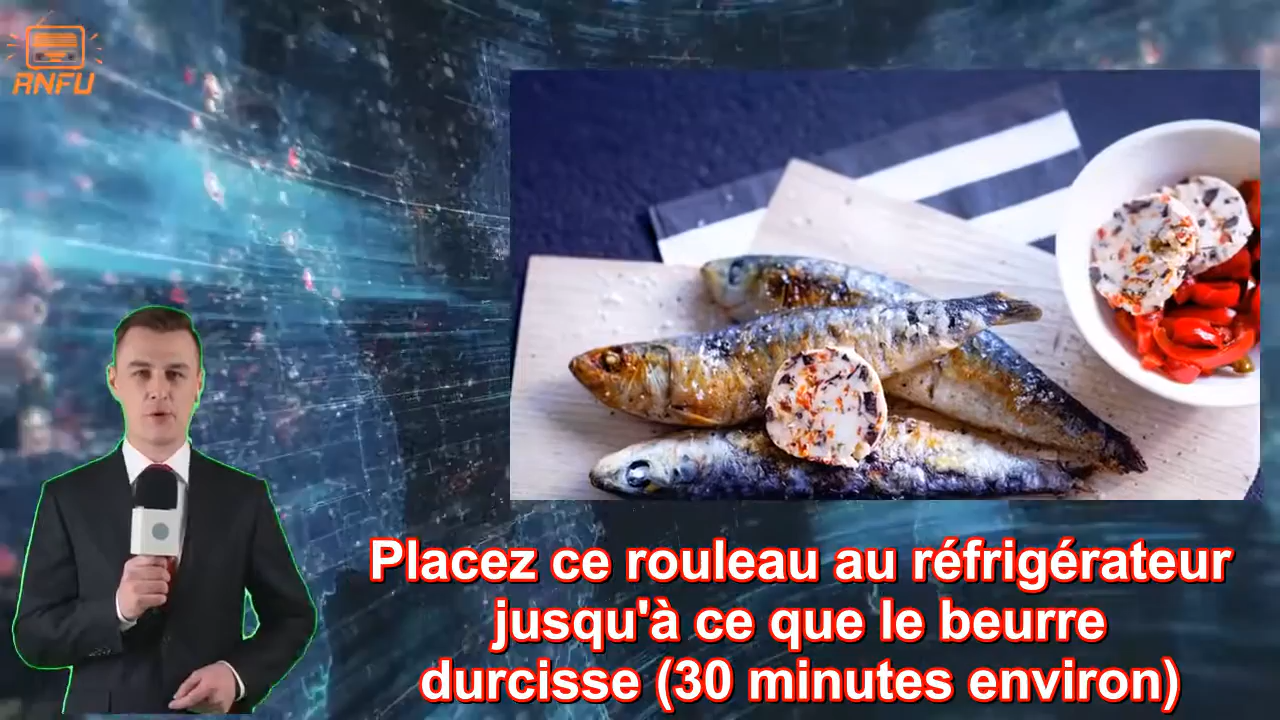 RNFU
Placez ce rouleau au réfrigérateur
jusqu'à ce que le beurre
durcisse (30 minutes environ)